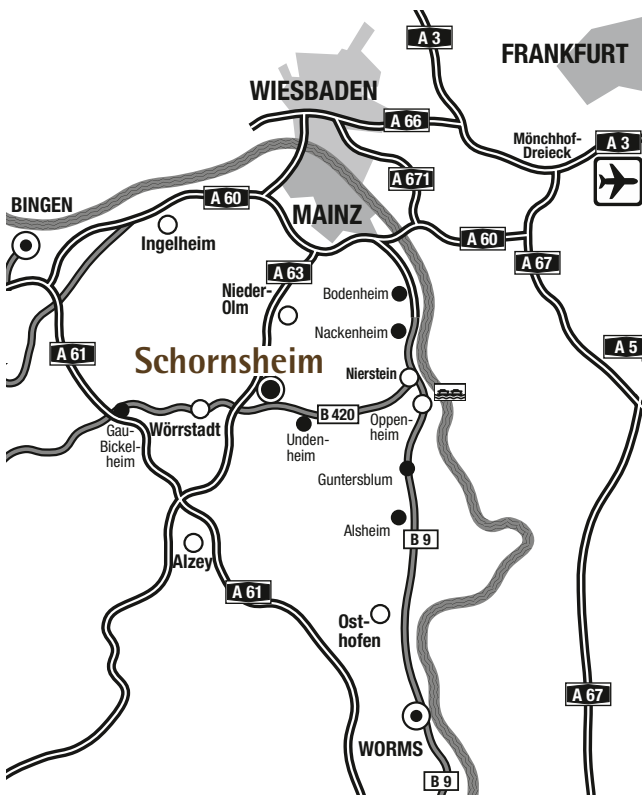 A 3
FRANKFURT
WIESBADEN
A 66
Mönchhof-
Dreieck
A 3
A 671
BINGEN
A 60
MAINZ
Ingelheim
A 60
A 63
A 67
Nieder-
Olm
Bodenheim
Nackenheim
A 5
A 61
Schornsheim
Nierstein
B 420
Wörrstadt
Oppen-
heim
Gau-
Bickel-
heim
Unden-
heim
Guntersblum
Alsheim
B 9
Alzey
A 61
Ost-
hofen
A 67
WORMS
B 9